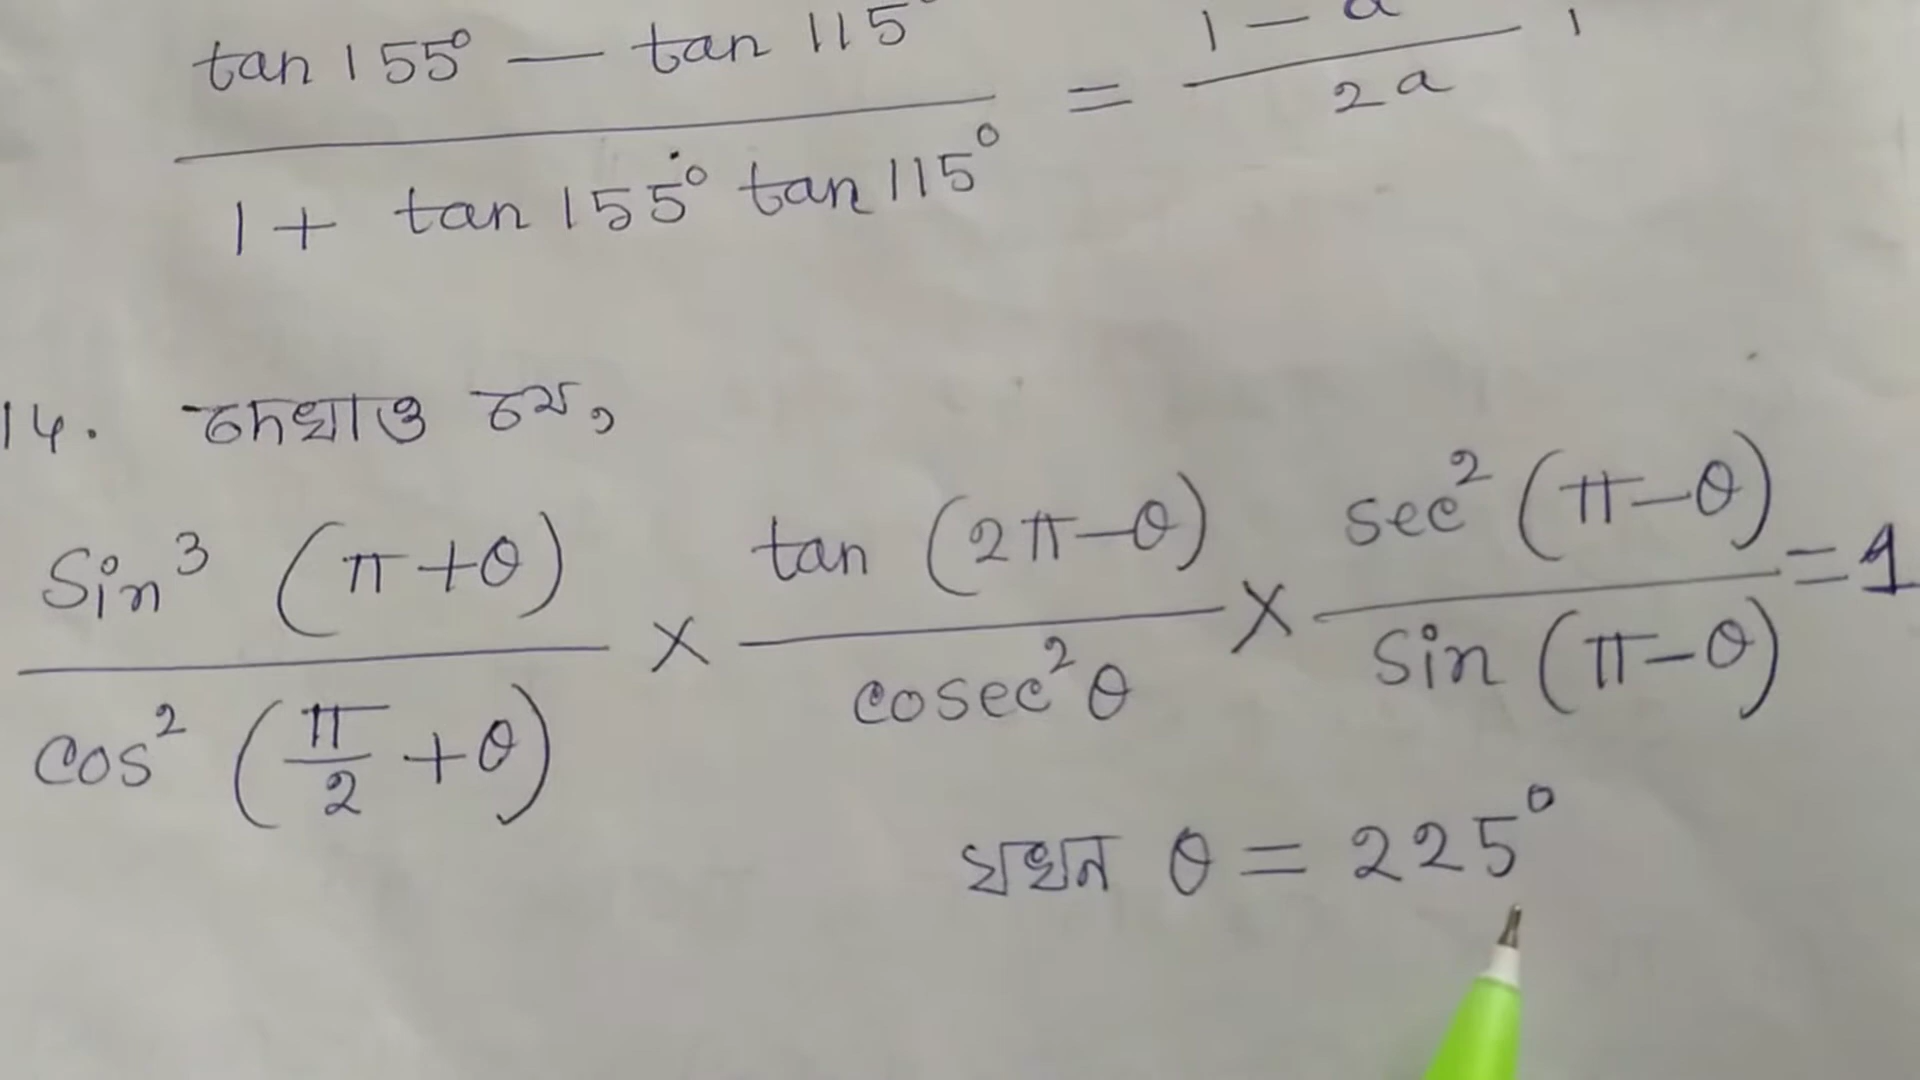 tan 155° — tan 115°
= 1 — a / 2a ,
1 + tan 155° tan 115°
14. দেখাও যে,
Sin³ (π+θ) / cos² (π/2 +θ) × tan (2π–θ) / cosec²θ × sec² (π–θ) / Sin (π–θ) = 1
যখন θ = 225°